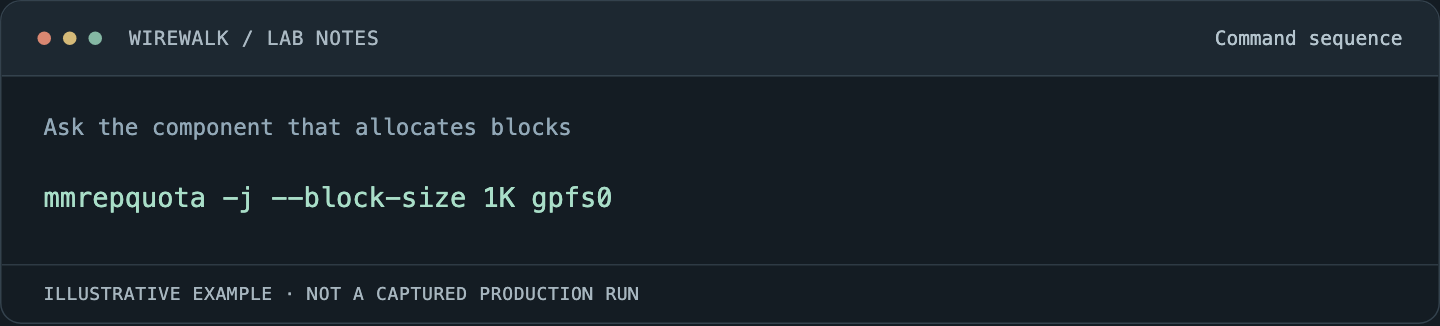 WIREWALK / LAB NOTES
Command sequence
Ask the component that allocates blocks
mmrepquota -j --block-size 1K gpfs0
ILLUSTRATIVE EXAMPLE · NOT A CAPTURED PRODUCTION RUN